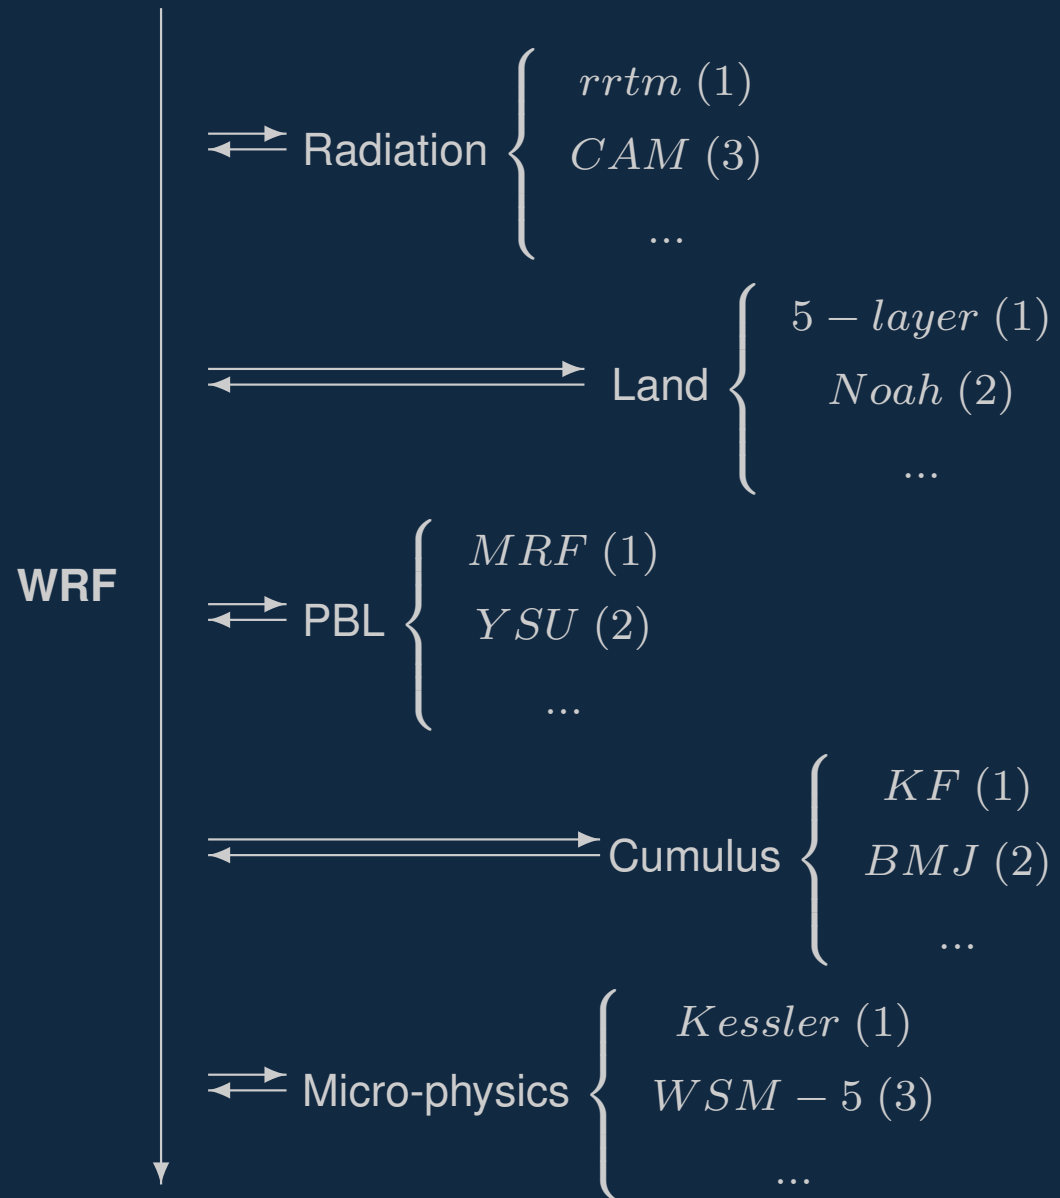 rrtm (1)
Radiation
CAM (3)
...
5 − layer (1)
Land
Noah (2)
...
WRF
MRF (1)
PBL
YSU (2)
...
KF (1)
Cumulus
BMJ (2)
...
Kessler (1)
Micro-physics
WSM − 5 (3)
...